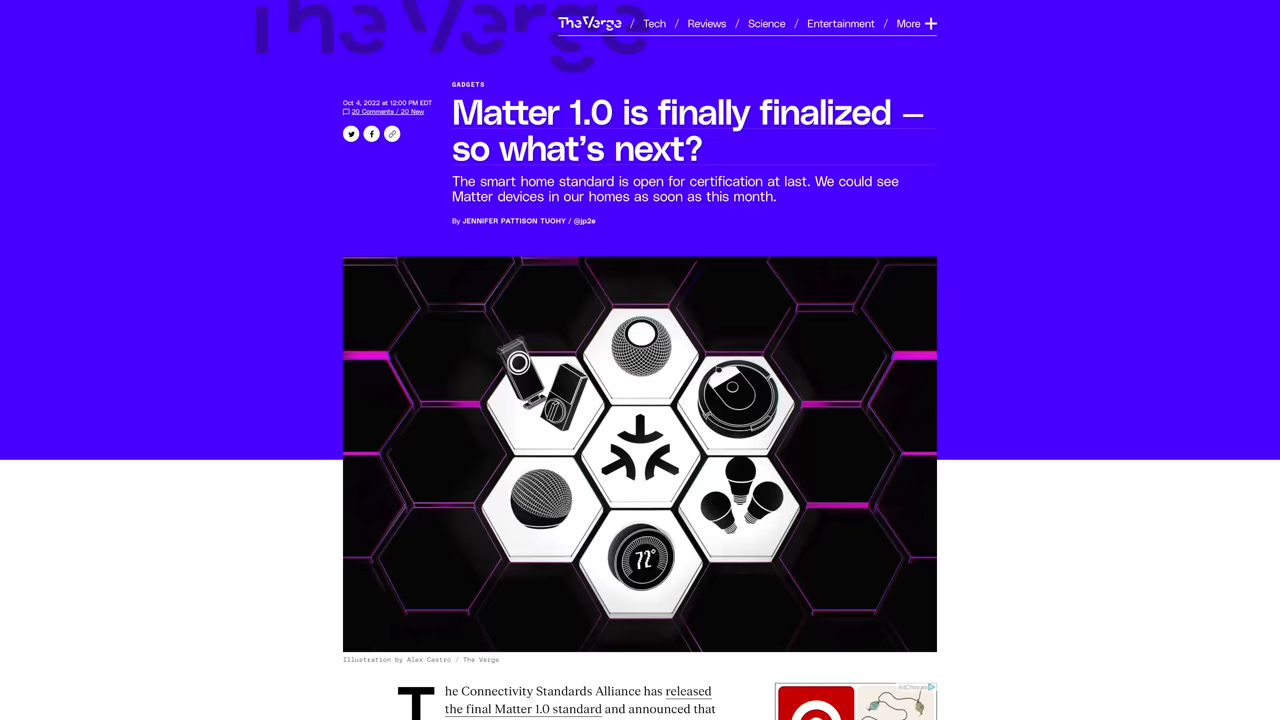 The Verge
TheVerge / Tech / Reviews / Science / Entertainment / More
GADGETS
Oct 4, 2022 at 12:00 PM EDT
20 Comments / 20 New
Matter 1.0 is finally finalized —
so what’s next?
The smart home standard is open for certification at last. We could see
Matter devices in our homes as soon as this month.
By JENNIFER PATTISON TUOHY / @jp2e
72°
Illustration by Alex Castro / The Verge
The Connectivity Standards Alliance has released
the final Matter 1.0 standard and announced that
AdChoices